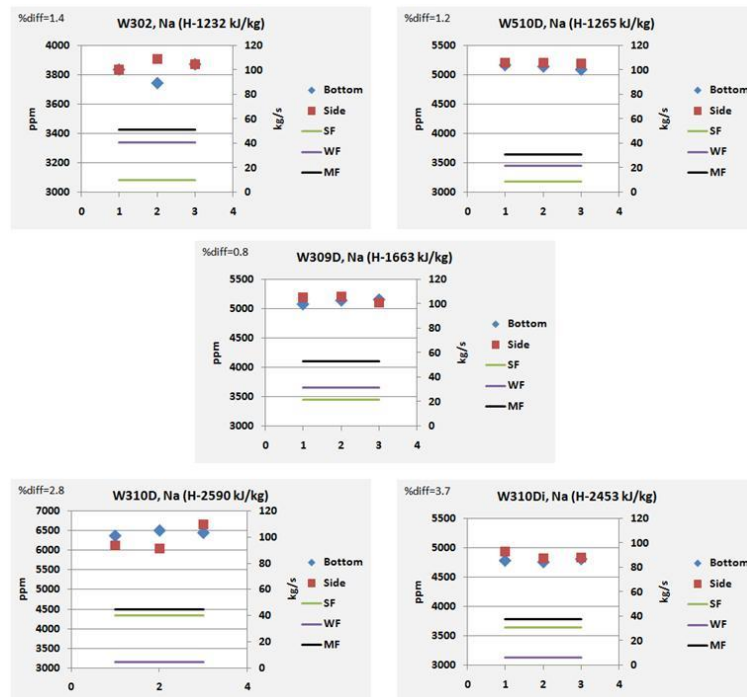 %diff=1.4
W302, Na (H-1232 kJ/kg)
4000
3800
3600
3400
3200
3000
ppm
120
100
80
60
40
20
0
kg/s
0 1 2 3 4
Bottom
Side
SF
WF
MF
%diff=1.2
W510D, Na (H-1265 kJ/kg)
5500
5000
4500
4000
3500
3000
ppm
120
100
80
60
40
20
0
kg/s
0 1 2 3 4
Bottom
Side
SF
WF
MF
%diff=0.8
W309D, Na (H-1663 kJ/kg)
5500
5000
4500
4000
3500
3000
ppm
120
100
80
60
40
20
0
kg/s
0 1 2 3 4
Bottom
Side
SF
WF
MF
%diff=2.8
W310D, Na (H-2590 kJ/kg)
7000
6500
6000
5500
5000
4500
4000
3500
3000
ppm
120
100
80
60
40
20
0
kg/s
0 2 4
Bottom
Side
SF
WF
MF
%diff=3.7
W310Di, Na (H-2453 kJ/kg)
5500
5000
4500
4000
3500
3000
ppm
120
100
80
60
40
20
0
kg/s
0 1 2 3 4
Bottom
Side
SF
WF
MF